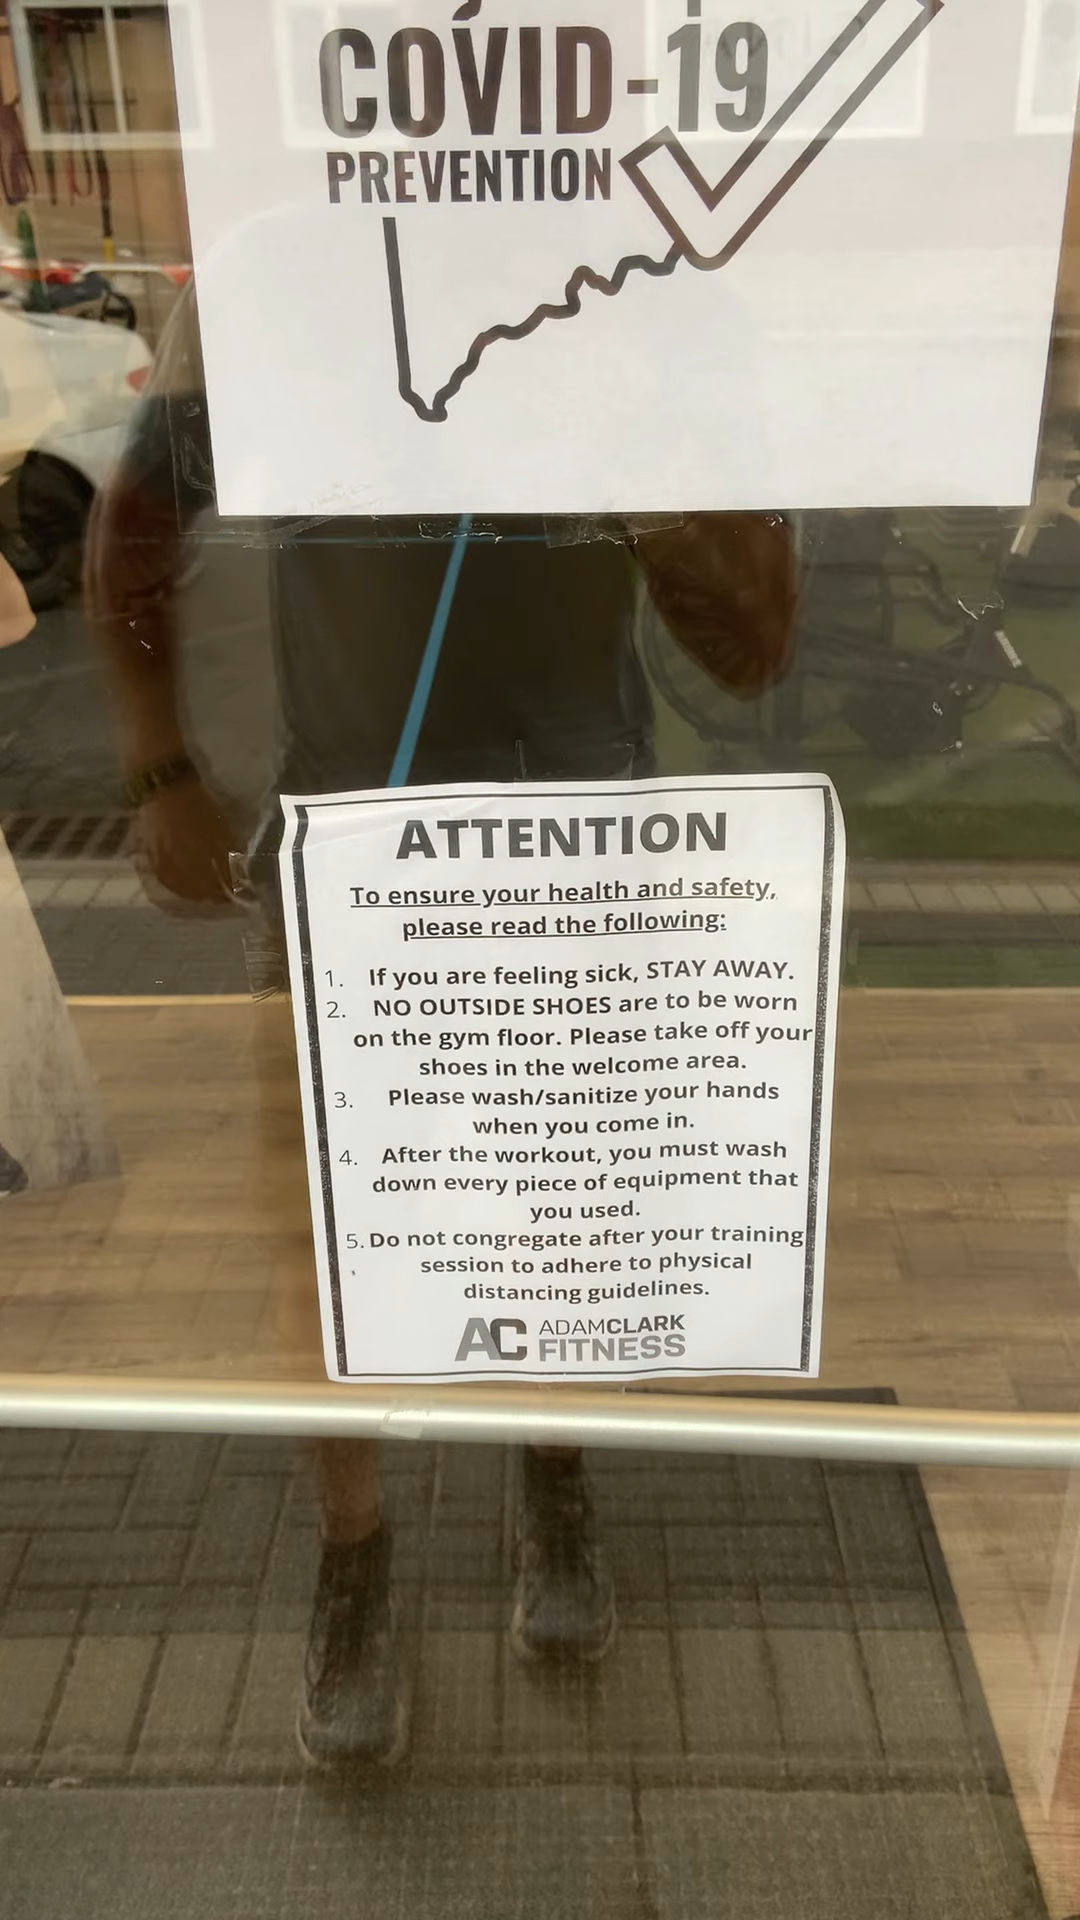 COVID-19
PREVENTION
ATTENTION
To ensure your health and safety,
please read the following:
1. If you are feeling sick, STAY AWAY.
2. NO OUTSIDE SHOES are to be worn
on the gym floor. Please take off your
shoes in the welcome area.
3. Please wash/sanitize your hands
when you come in.
4. After the workout, you must wash
down every piece of equipment that
you used.
5. Do not congregate after your training
session to adhere to physical
distancing guidelines.
AC ADAMCLARK
FITNESS